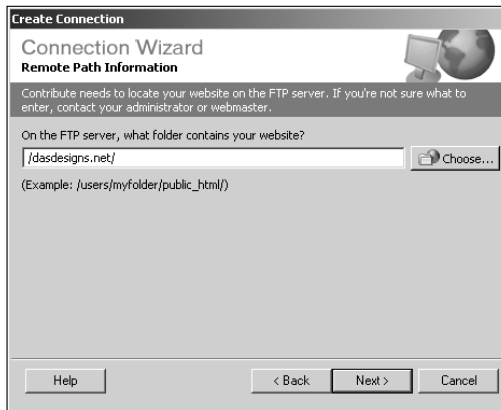 Create Connection
Connection Wizard
Remote Path Information
Contribute needs to locate your website on the FTP server. If you're not sure what to
enter, contact your administrator or webmaster.
On the FTP server, what folder contains your website?
/dasdesigns.net/
Choose...
(Example: /users/myfolder/public_html/)
Help
< Back
Next >
Cancel